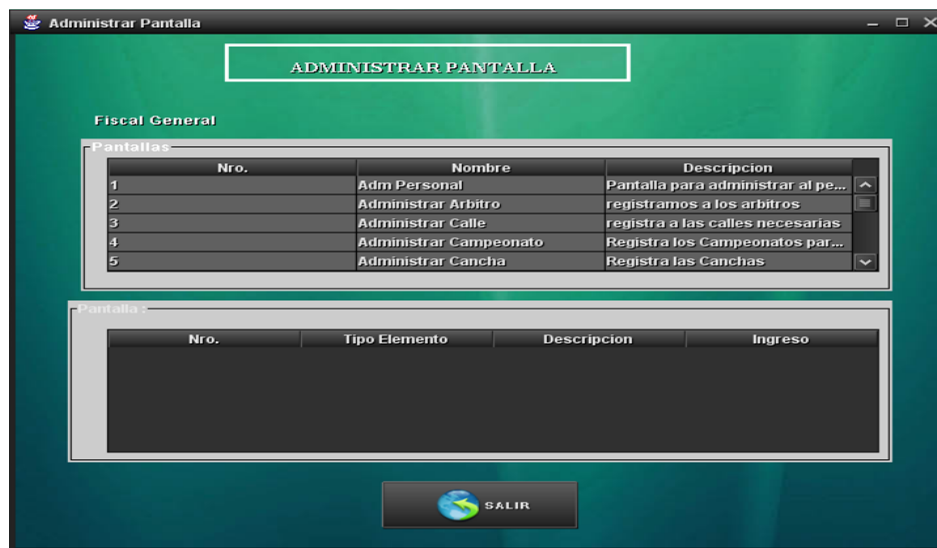 Administrar Pantalla
ADMINISTRAR PANTALLA
Fiscal General
Pantallas
Nro. Nombre Descripcion
1 Adm Personal Pantalla para administrar al pe...
2 Administrar Arbitro registramos a los arbitros
3 Administrar Calle registra a las calles necesarias
4 Administrar Campeonato Registra los Campeonatos par...
5 Administrar Cancha Registra las Canchas
Pantalla :
Nro. Tipo Elemento Descripcion Ingreso
SALIR